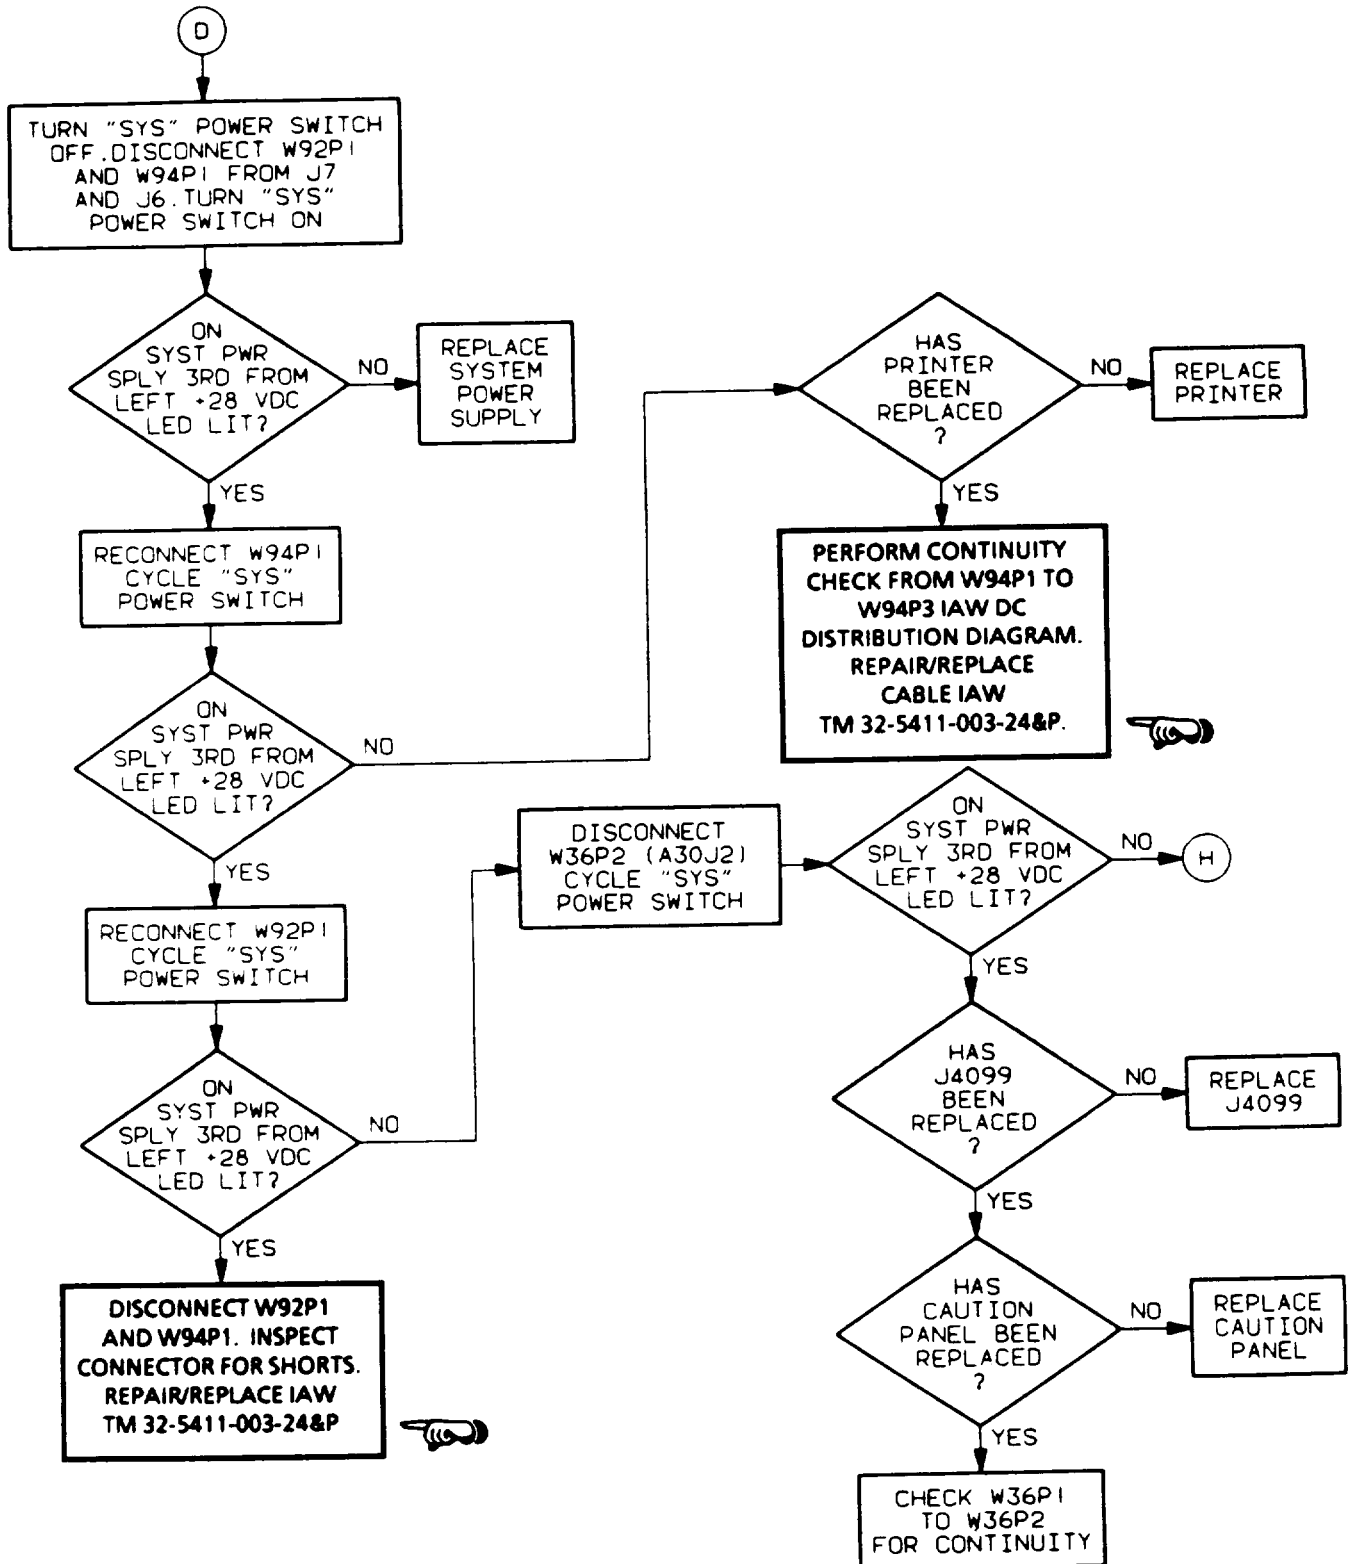 D
TURN "SYS" POWER SWITCH
OFF.DISCONNECT W92P1
AND W94P1 FROM J7
AND J6.TURN "SYS"
POWER SWITCH ON
ON
SYST PWR
SPLY 3RD FROM
LEFT +28 VDC
LED LIT?
NO
REPLACE
SYSTEM
POWER
SUPPLY
YES
RECONNECT W94P1
CYCLE "SYS"
POWER SWITCH
ON
SYST PWR
SPLY 3RD FROM
LEFT +28 VDC
LED LIT?
NO
HAS
PRINTER
BEEN
REPLACED
?
NO
REPLACE
PRINTER
YES
PERFORM CONTINUITY
CHECK FROM W94P1 TO
W94P3 IAW DC
DISTRIBUTION DIAGRAM.
REPAIR/REPLACE
CABLE IAW
TM 32-5411-003-24&P.
YES
RECONNECT W92P1
CYCLE "SYS"
POWER SWITCH
ON
SYST PWR
SPLY 3RD FROM
LEFT +28 VDC
LED LIT?
NO
DISCONNECT
W36P2 (A30J2)
CYCLE "SYS"
POWER SWITCH
ON
SYST PWR
SPLY 3RD FROM
LEFT +28 VDC
LED LIT?
NO
H
YES
HAS
J4099
BEEN
REPLACED
?
NO
REPLACE
J4099
YES
HAS
CAUTION
PANEL BEEN
REPLACED
?
NO
REPLACE
CAUTION
PANEL
YES
CHECK W36P1
TO W36P2
FOR CONTINUITY
YES
DISCONNECT W92P1
AND W94P1. INSPECT
CONNECTOR FOR SHORTS.
REPAIR/REPLACE IAW
TM 32-5411-003-24&P